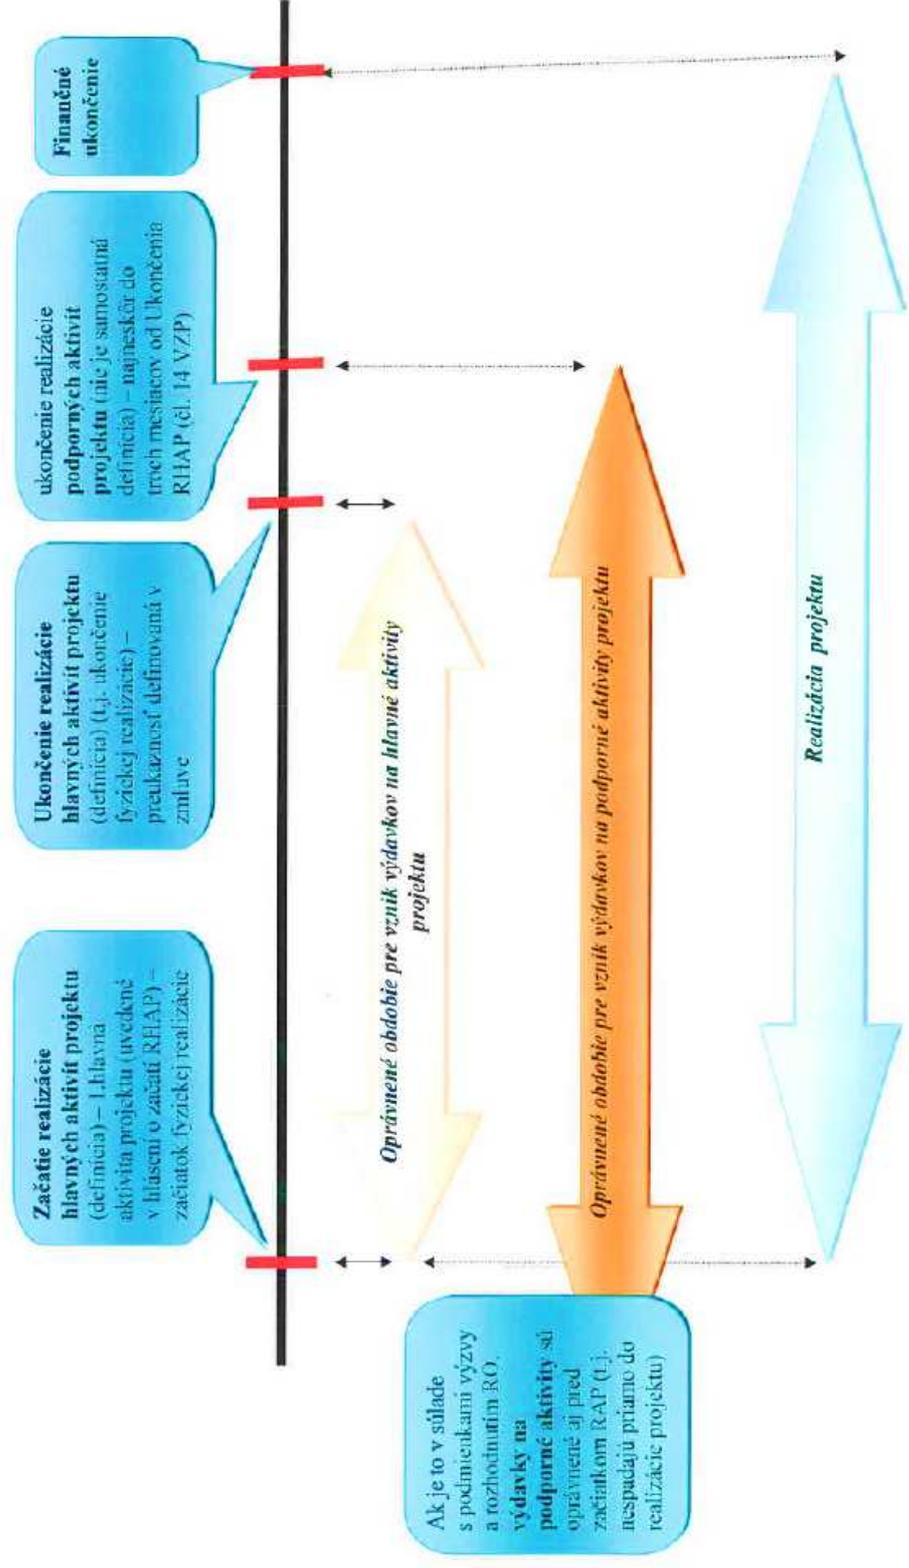 Začatie realizácie
hlavných aktivít projektu
(definícia) – 1.hlavná
aktivita projektu (uvedené
v hlásení o začatí RHAP) –
začiatok fyzickej realizácie
Ukončenie realizácie
hlavných aktivít projektu
(definícia) (t.j. ukončenie
fyzickej realizácie) –
preukaznosť definovaná v
zmluve
ukončenie realizácie
podporných aktivít
projektu (nie je samostatná
definícia) – najneskôr do
troch mesiacov od Ukončenia
RHAP (čl. 14 VZP)
Finančné
ukončenie
Oprávnené obdobie pre vznik výdavkov na hlavné aktivity
projektu
Oprávnené obdobie pre vznik výdavkov na podporné aktivity projektu
Realizácia projektu
Ak je to v súlade
s podmienkami výzvy
a rozhodnutím RO,
výdavky na
podporné aktivity sú
oprávnené aj pred
začiatkom RAP (t.j.
nespadajú priamo do
realizácie projektu)